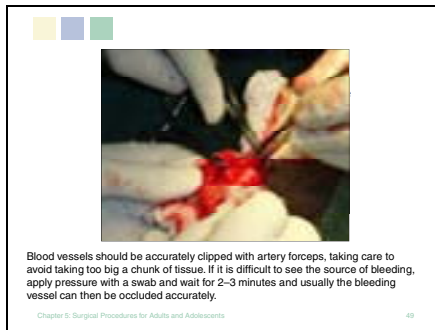 Blood vessels should be accurately clipped with artery forceps, taking care to
avoid taking too big a chunk of tissue. If it is difficult to see the source of bleeding,
apply pressure with a swab and wait for 2–3 minutes and usually the bleeding
vessel can then be occluded accurately.
Chapter 5: Surgical Procedures for Adults and Adolescents 49